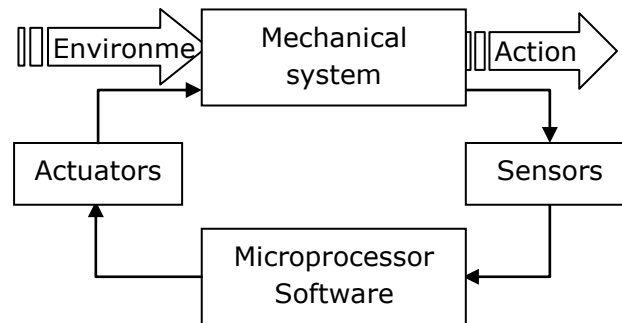 Environme
Mechanical
system
Action
Actuators
Sensors
Microprocessor
Software